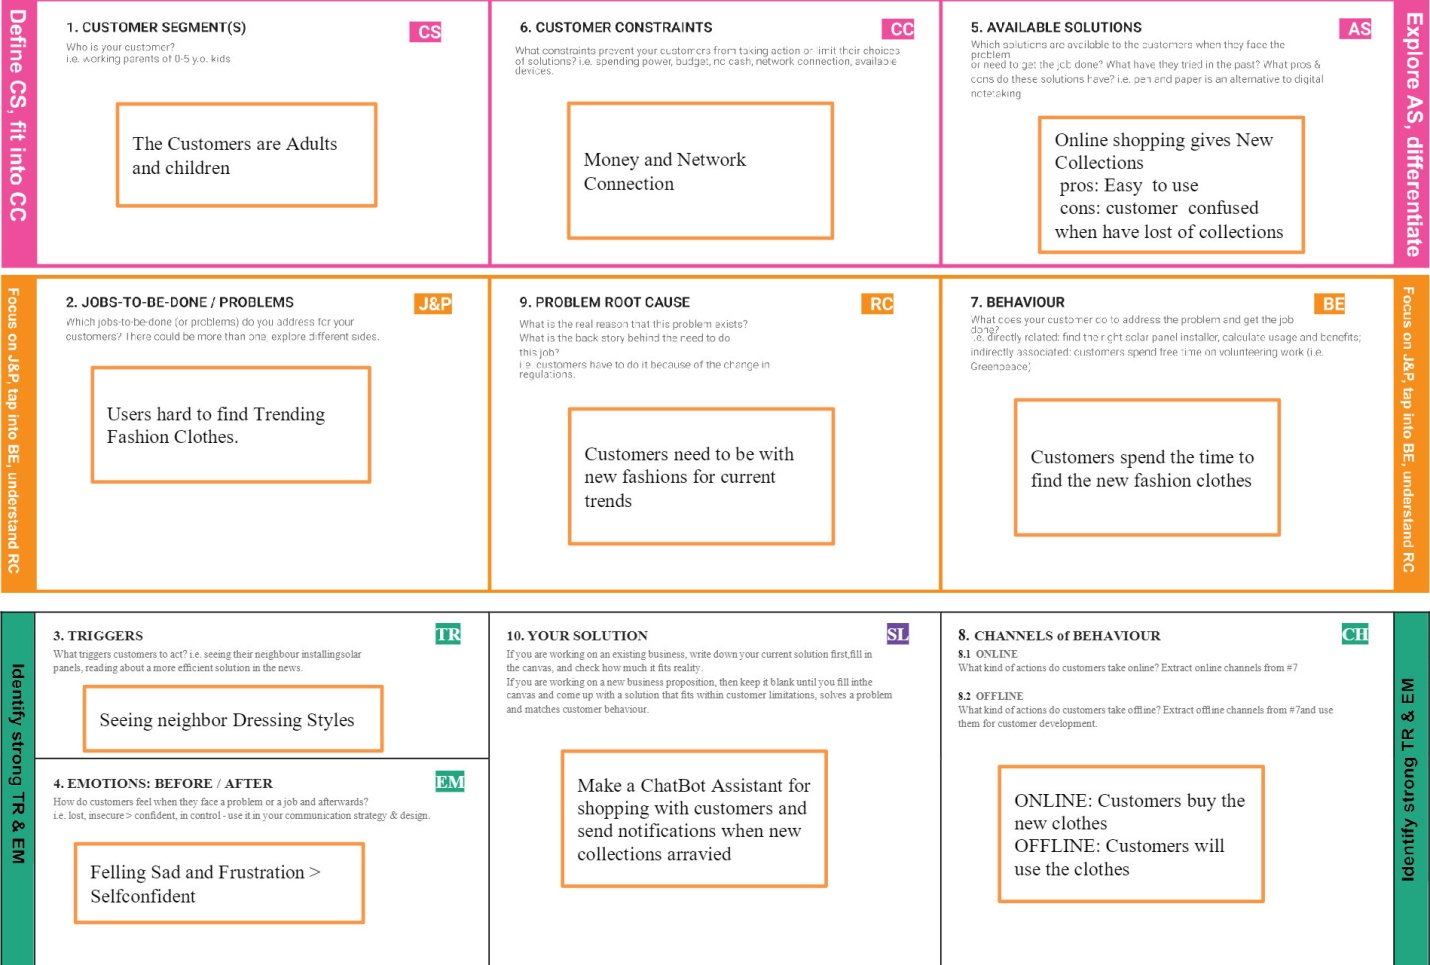 Define CS, fit into CC
1. CUSTOMER SEGMENT(S)
CS
Who is your customer?
i.e. working parents of 0-5 y.o. kids
The Customers are Adults
and children
6. CUSTOMER CONSTRAINTS
CC
What constraints prevent your customers from taking action or limit their choices
of solutions? i.e. spending power, budget, no cash, network connection, available
devices.
Money and Network
Connection
5. AVAILABLE SOLUTIONS
AS
Which solutions are available to the customers when they face the
problem
or need to get the job done? What have they tried in the past? What pros &
cons do these solutions have? i.e. pen and paper is an alternative to digital
notetaking
Online shopping gives New
Collections
pros: Easy to use
cons: customer confused
when have lost of collections
Explore AS, differentiate
Focus on J&P, tap into BE, understand RC
2. JOBS-TO-BE-DONE / PROBLEMS
J&P
Which jobs-to-be-done (or problems) do you address for your
customers? There could be more than one, explore different sides.
Users hard to find Trending
Fashion Clothes.
9. PROBLEM ROOT CAUSE
RC
What is the real reason that this problem exists?
What is the back story behind the need to do
this job?
i.e. customers have to do it because of the change in
regulations.
Customers need to be with
new fashions for current
trends
7. BEHAVIOUR
BE
What does your customer do to address the problem and get the job
done?
i.e. directly related: find the right solar panel installer, calculate usage and benefits;
indirectly associated: customers spend free time on volunteering work (i.e.
Greenpeace)
Customers spend the time to
find the new fashion clothes
Focus on J&P, tap into BE, understand RC
Identify strong TR & EM
3. TRIGGERS
TR
What triggers customers to act? i.e. seeing their neighbour installingsolar
panels, reading about a more efficient solution in the news.
Seeing neighbor Dressing Styles
4. EMOTIONS: BEFORE / AFTER
EM
How do customers feel when they face a problem or a job and afterwards?
i.e. lost, insecure > confident, in control - use it in your communication strategy & design.
Felling Sad and Frustration >
Selfconfident
10. YOUR SOLUTION
SL
If you are working on an existing business, write down your current solution first,fill in
the canvas, and check how much it fits reality.
If you are working on a new business proposition, then keep it blank until you fill inthe
canvas and come up with a solution that fits within customer limitations, solves a problem
and matches customer behaviour.
Make a ChatBot Assistant for
shopping with customers and
send notifications when new
collections arravied
8. CHANNELS of BEHAVIOUR
CH
8.1 ONLINE
What kind of actions do customers take online? Extract online channels from #7
8.2 OFFLINE
What kind of actions do customers take offline? Extract offline channels from #7and use
them for customer development.
ONLINE: Customers buy the
new clothes
OFFLINE: Customers will
use the clothes
Identify strong TR & EM